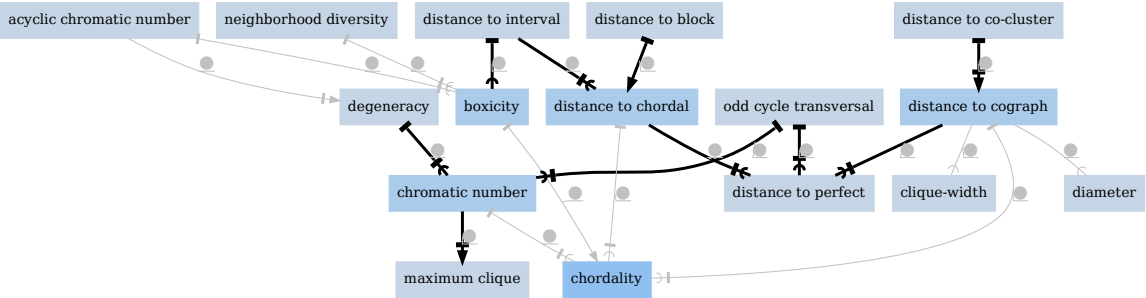 acyclic chromatic number
neighborhood diversity
distance to interval
distance to block
distance to co-cluster
degeneracy
boxicity
distance to chordal
odd cycle transversal
distance to cograph
chromatic number
distance to perfect
clique-width
diameter
maximum clique
chordality